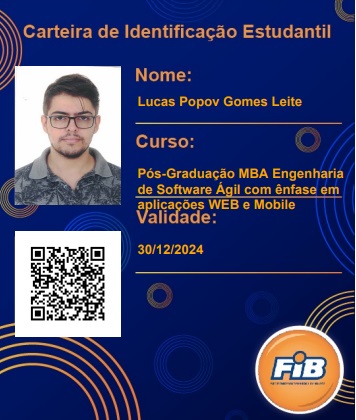 Carteira de Identificação Estudantil
Nome:
Lucas Popov Gomes Leite
Curso:
Pós-Graduação MBA Engenharia
de Software Ágil com ênfase em
aplicações WEB e Mobile
Validade:
30/12/2024
FiB